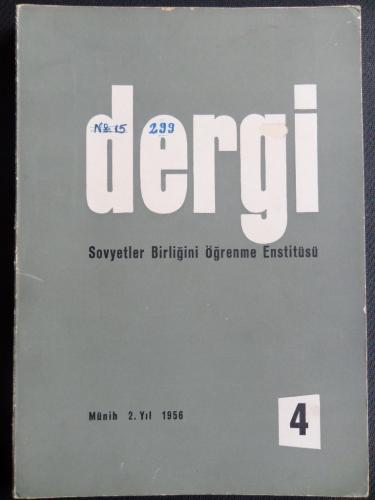 dergi
№ 15 299
Sovyetler Birliğini Öğrenme Enstitüsü
Münih 2. Yıl 1956
4